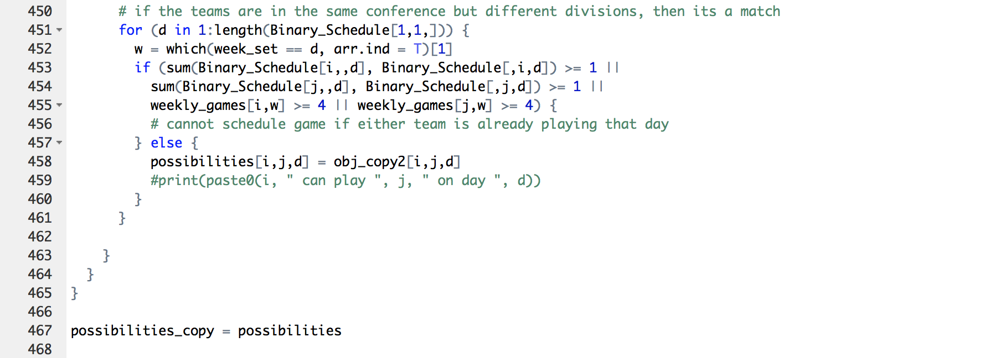 450 # if the teams are in the same conference but different divisions, then its a match
451 for (d in 1:length(Binary_Schedule[1,1,])) {
452 w = which(week_set == d, arr.ind = T)[1]
453 if (sum(Binary_Schedule[i,,d], Binary_Schedule[,i,d]) >= 1 ||
454 sum(Binary_Schedule[j,,d], Binary_Schedule[,j,d]) >= 1 ||
455 weekly_games[i,w] >= 4 || weekly_games[j,w] >= 4) {
456 # cannot schedule game if either team is already playing that day
457 } else {
458 possibilities[i,j,d] = obj_copy2[i,j,d]
459 #print(paste0(i, " can play ", j, " on day ", d))
460 }
461 }
462
463 }
464 }
465 }
466
467 possibilities_copy = possibilities
468